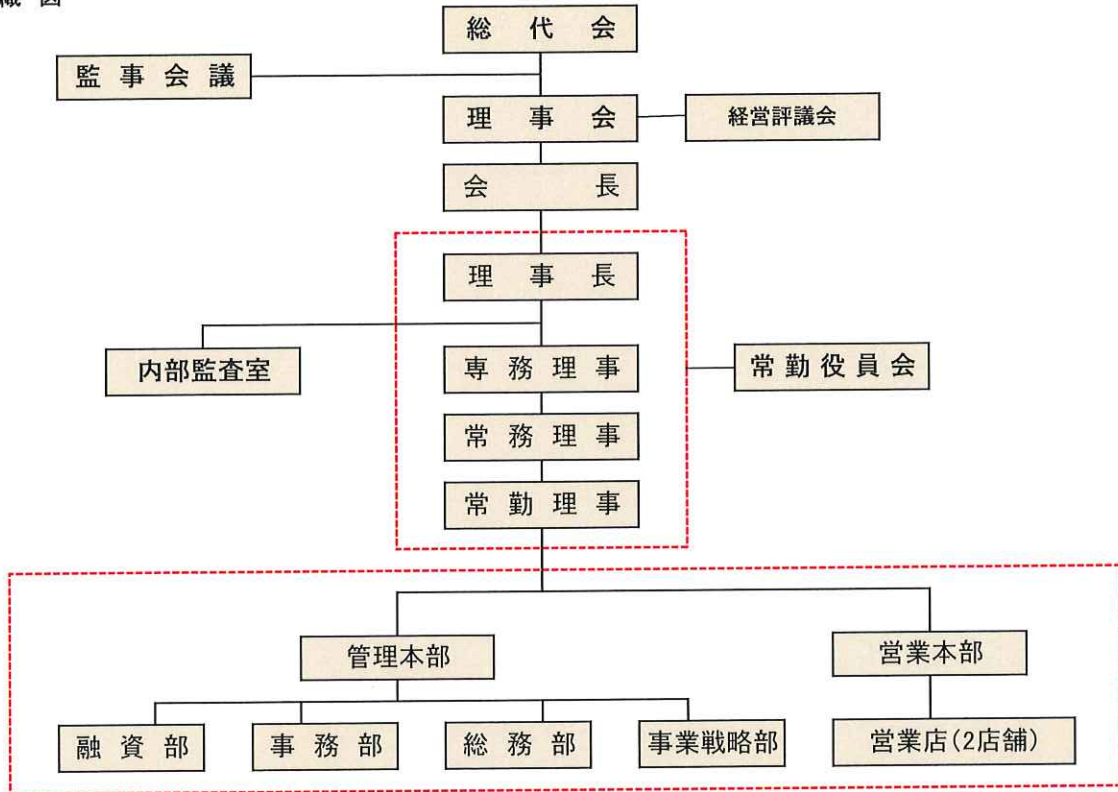 図
総代会
監事会議
理事会
経営評議会
会長
理事長
内部監査室
専務理事
常勤役員会
常務理事
常勤理事
管理本部
営業本部
融資部
事務部
総務部
事業戦略部
営業店(2店舗)